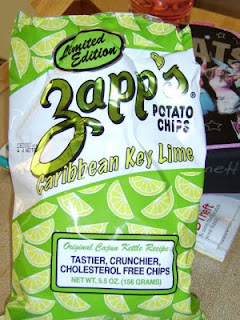 Limited
Edition
Zapp's®
POTATO
CHIPS
Caribbean Key Lime
Original Cajun Kettle Recipe
TASTIER, CRUNCHIER,
CHOLESTEROL FREE CHIPS
NET WT. 5.5 OZ. (156 GRAMS)